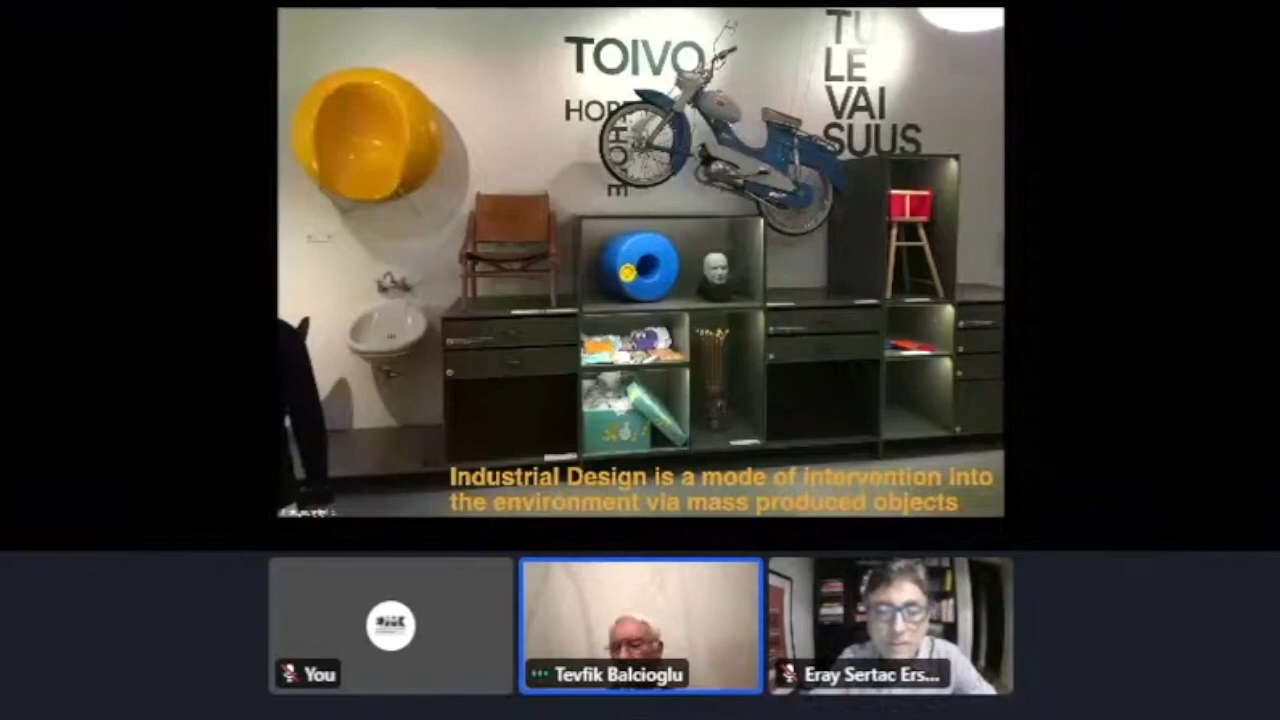 TOIVO
TU
LE
VAI
SUUS
HOPE
Industrial Design is a mode of intervention into
the environment via mass produced objects
You
Tevfik Balcioglu
Eray Sertac Ers...